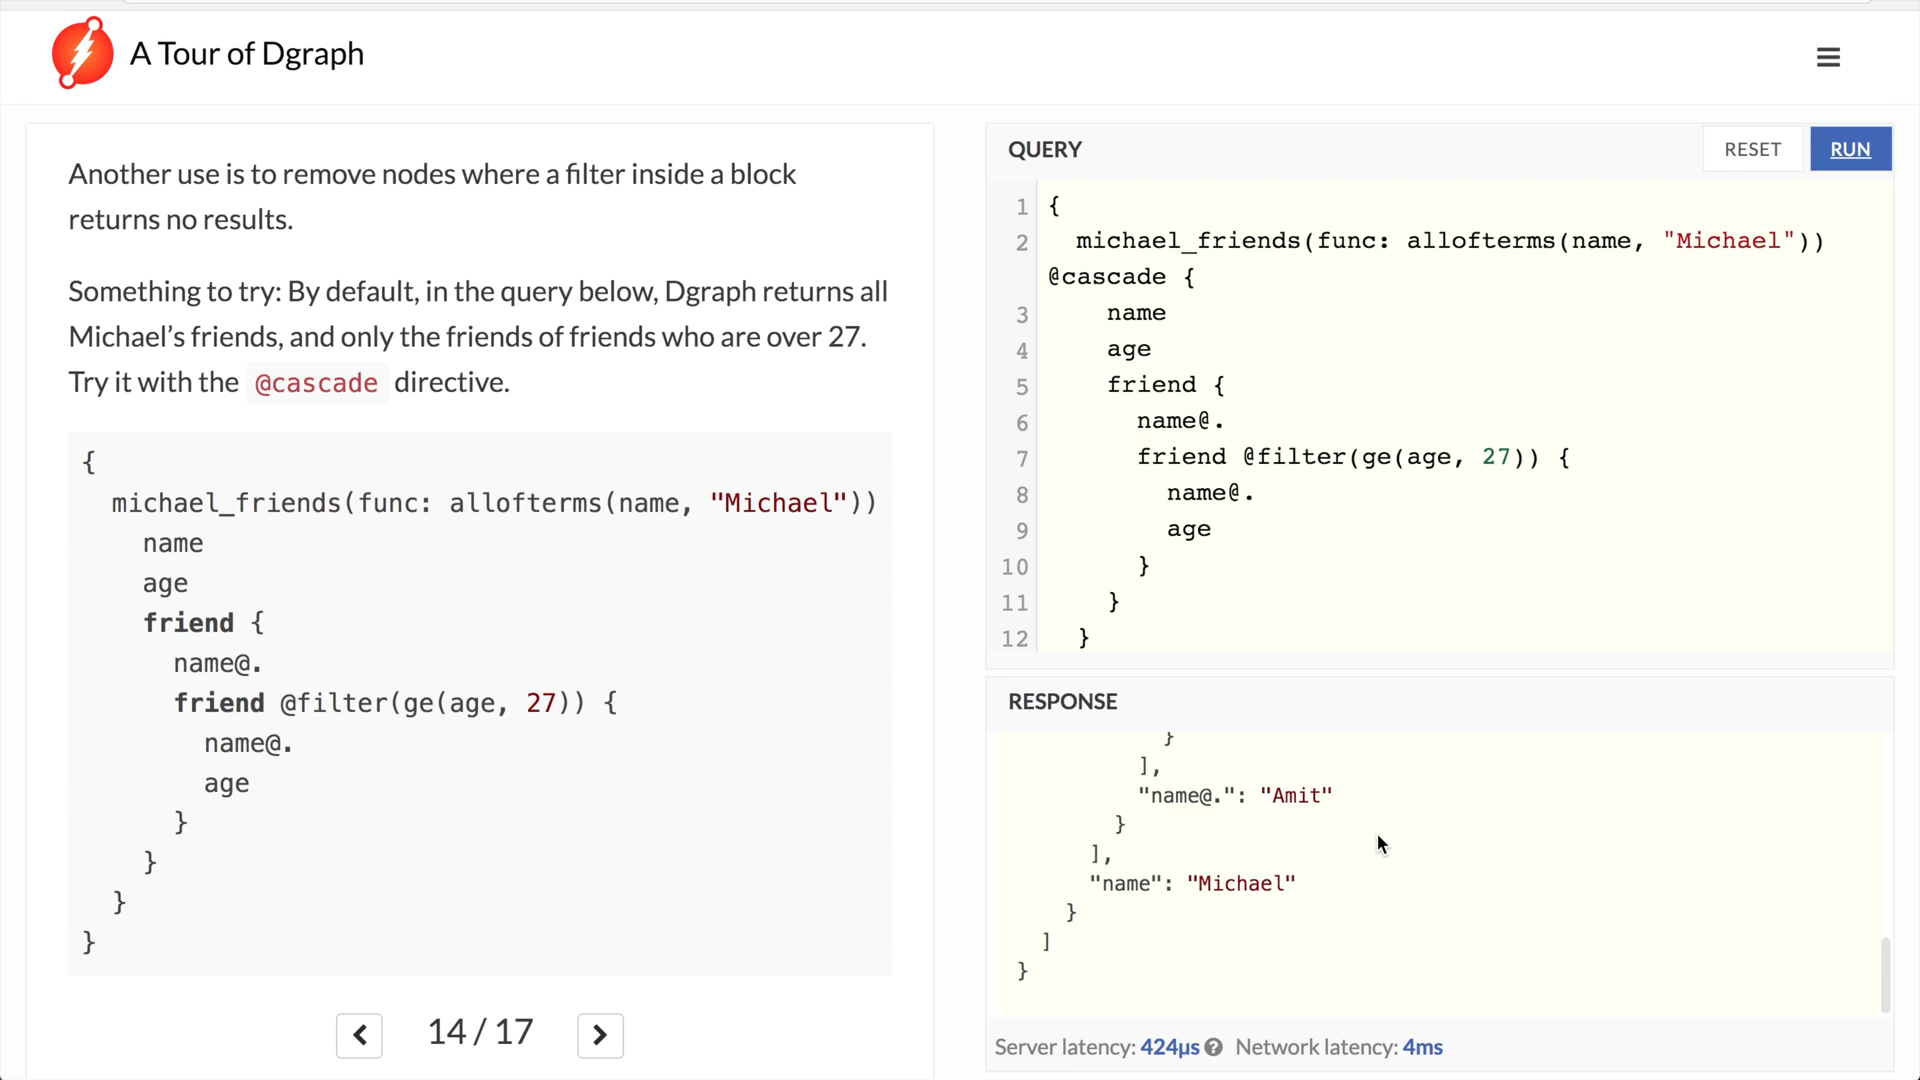 A Tour of Dgraph
Another use is to remove nodes where a filter inside a block
returns no results.
Something to try: By default, in the query below, Dgraph returns all
Michael’s friends, and only the friends of friends who are over 27.
Try it with the @cascade directive.
{
  michael_friends(func: allofterms(name, "Michael"))
    name
    age
    friend {
      name@.
      friend @filter(ge(age, 27)) {
        name@.
        age
      }
    }
  }
}
14 / 17
QUERY
RESET
RUN
1 {
2   michael_friends(func: allofterms(name, "Michael"))
@cascade {
3     name
4     age
5     friend {
6       name@.
7       friend @filter(ge(age, 27)) {
8         name@.
9         age
10       }
11     }
12   }
RESPONSE
            }
          ],
          "name@.": "Amit"
        }
      ],
      "name": "Michael"
    }
  ]
}
Server latency: 424µs ? Network latency: 4ms